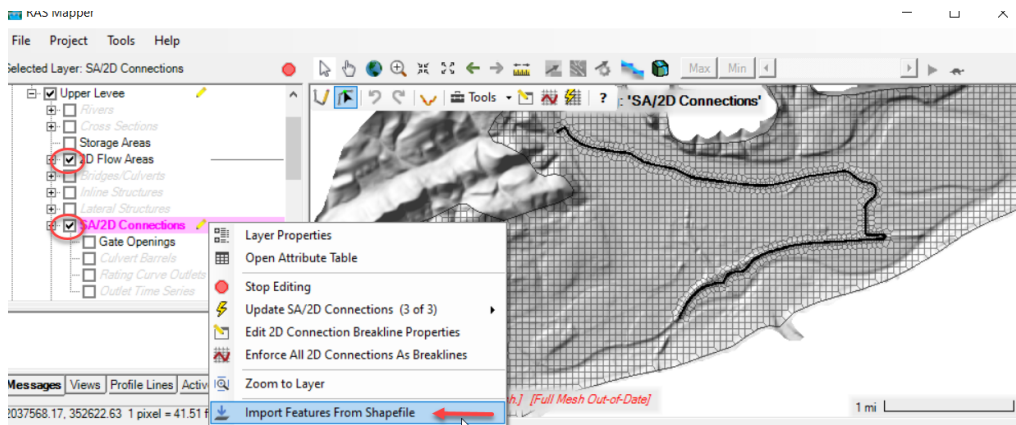 RAS Mapper
File Project Tools Help
Selected Layer: SA/2D Connections
Max Min
Tools ? : 'SA/2D Connections'
Upper Levee
Rivers
Cross Sections
Storage Areas
2D Flow Areas
Bridges/Culverts
Inline Structures
Lateral Structures
SA/2D Connections
Gate Openings
Culvert Barrels
Rating Curve Outlets
Outlet Time Series
Layer Properties
Open Attribute Table
Stop Editing
Update SA/2D Connections (3 of 3)
Edit 2D Connection Breakline Properties
Enforce All 2D Connections As Breaklines
Zoom to Layer
Import Features From Shapefile
Messages Views Profile Lines Activ
2037568.17, 352622.63 1 pixel = 41.51 f
h.] [Full Mesh Out-of-Date]
1 mi